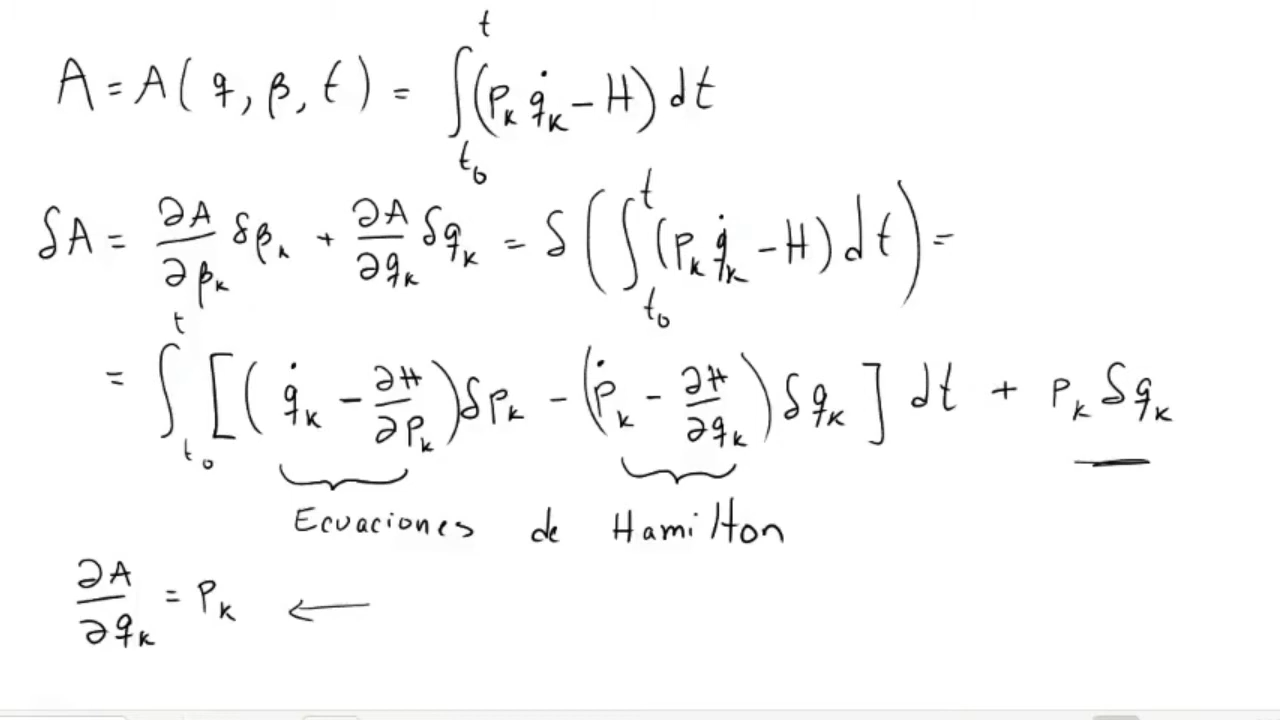 A = A(q, β, t) = ∫_{t₀}^{t} (p_k q̇_k − H) dt
δA = ∂A/∂β_k δβ_k + ∂A/∂q_k δq_k = δ(∫_{t₀}^{t} (p_k q̇_k − H) dt) =
= ∫_{t₀}^{t} [(q̇_k − ∂H/∂p_k) δp_k − (ṗ_k − ∂H/∂q_k) δq_k] dt + p_k δq_k
Ecuaciones de Hamilton
∂A/∂q_k = p_k ←